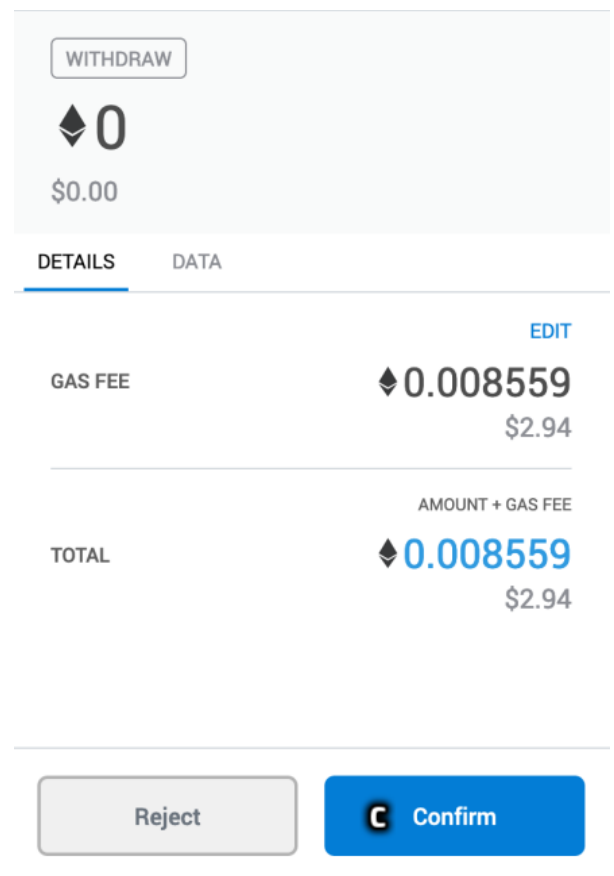 WITHDRAW
0
$0.00
DETAILS DATA
EDIT
GAS FEE 0.008559
$2.94
AMOUNT + GAS FEE
TOTAL 0.008559
$2.94
Reject C Confirm